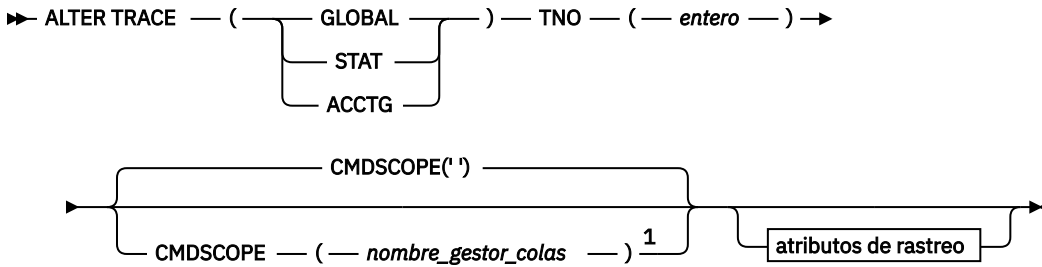 ALTER TRACE ( GLOBAL ) TNO ( entero )
STAT
ACCTG
CMDSCOPE(' ')
CMDSCOPE ( nombre_gestor_colas ) 1
atributos de rastreo